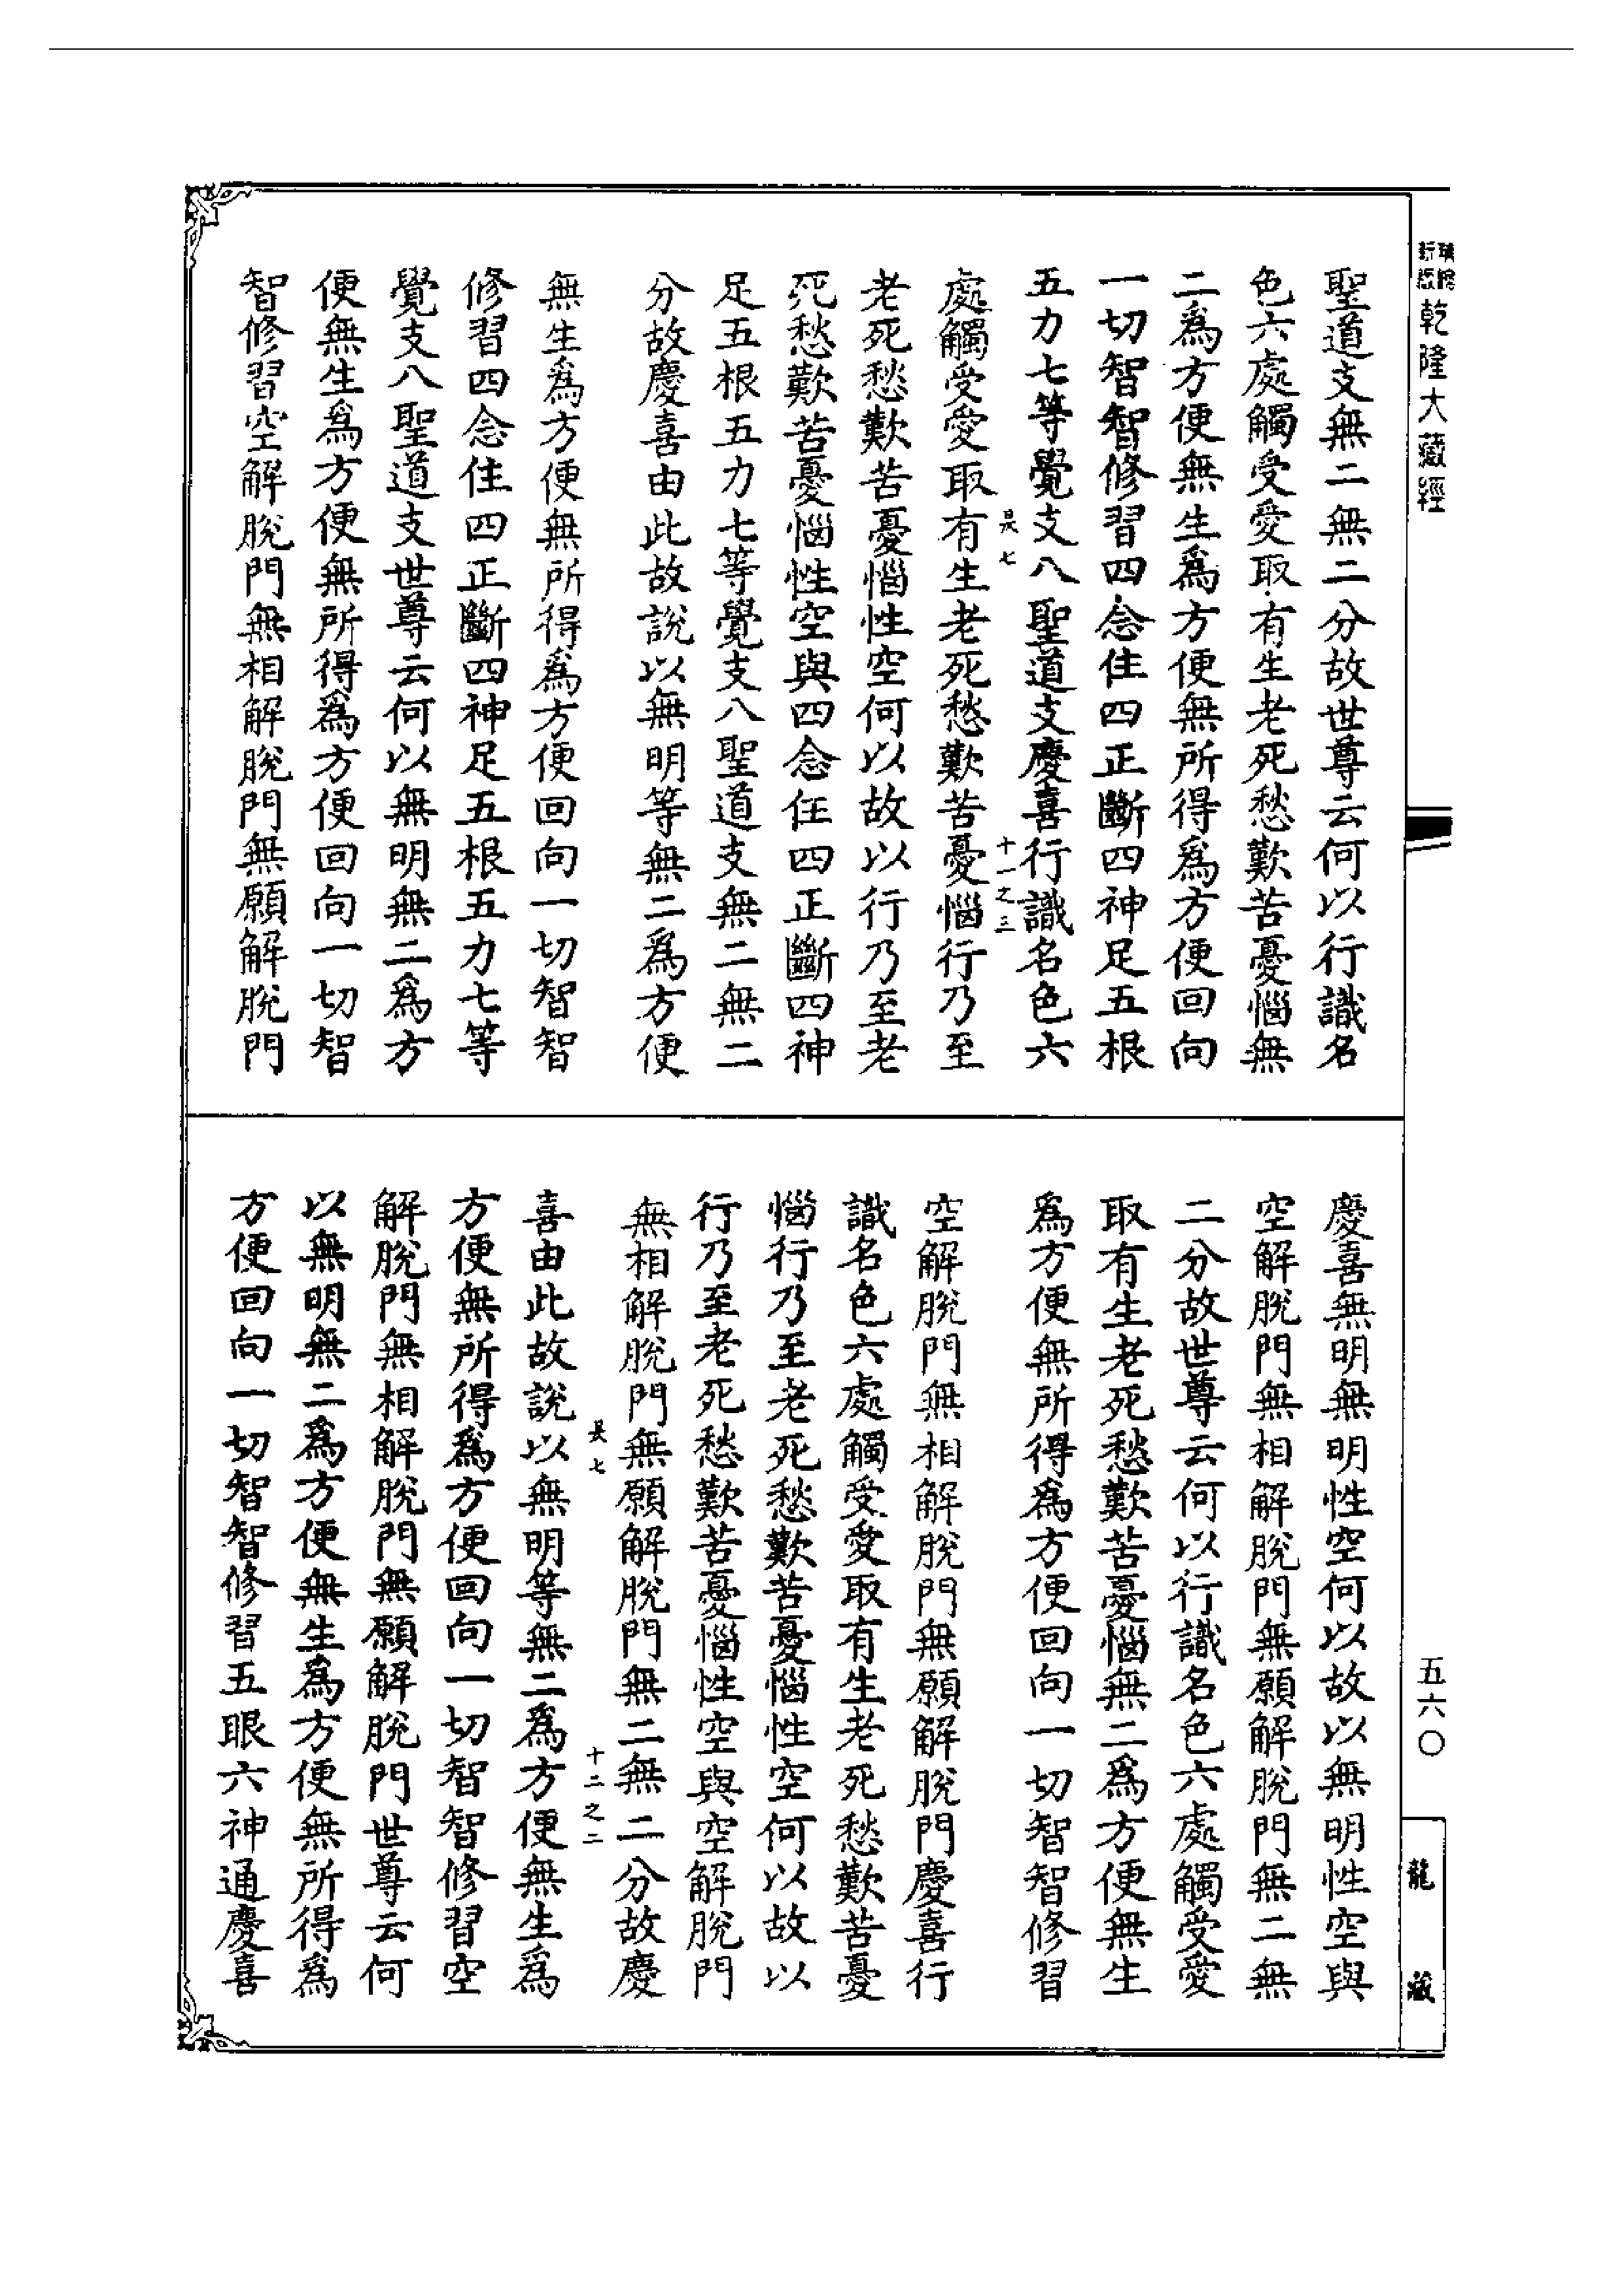 乾隆大藏經
聖道支無二無二分故世尊云何以行識名
色六處觸受愛取有生老死愁歎苦憂惱無
二爲方便無生爲方便無所得爲方便回向
一切智智修習四念住四正斷四神足五根
五力七等覺支八聖道支慶喜行識名色六
十一之三
處觸受愛取有生老死愁歎苦憂惱行乃至
老死愁歎苦憂惱性空何以故以行乃至老
死愁歎苦憂惱性空與四念住四正斷四神
足五根五力七等覺支八聖道支無二無二
分故慶喜由此故說以無明等無二爲方便
無生爲方便無所得爲方便回向一切智智
修習四念住四正斷四神足五根五力七等
覺支八聖道支世尊云何以無明無二爲方
便無生爲方便無所得爲方便回向一切智
智修習空解脫門無相解脫門無願解脫門
慶喜無明無明性空何以故以無明性空與
空解脫門無相解脫門無願解脫門無二無
二分故世尊云何以行識名色六處觸受愛
取有生老死愁歎苦憂惱無二爲方便無生
爲方便無所得爲方便回向一切智智修習
空解脫門無相解脫門無願解脫門慶喜行
識名色六處觸受愛取有生老死愁歎苦憂
惱行乃至老死愁歎苦憂惱性空何以故以
行乃至老死愁歎苦憂惱性空與空解脫門
無相解脫門無願解脫門無二無二分故慶
十二之二
喜由此故說以無明等無二爲方便無生爲
方便無所得爲方便回向一切智智修習空
解脫門無相解脫門無願解脫門世尊云何
以無明無二爲方便無生爲方便無所得爲
方便回向一切智智修習五眼六神通慶喜
五六〇
龍藏